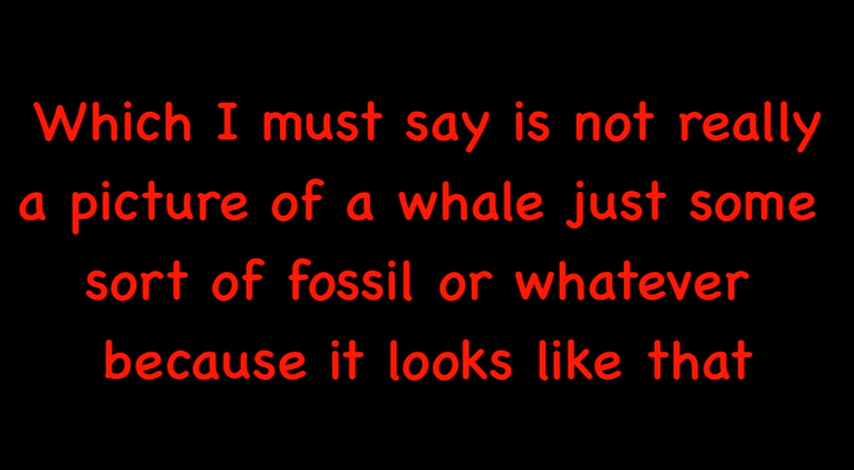 Which I must say is not really
a picture of a whale just some
sort of fossil or whatever
because it looks like that